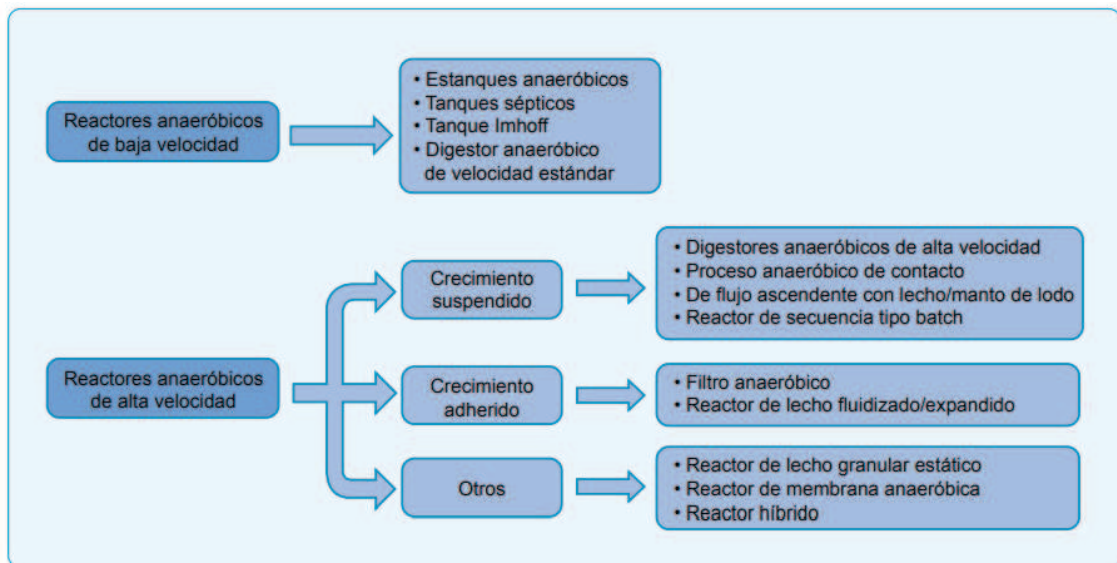 Reactores anaeróbicos
de baja velocidad
• Estanques anaeróbicos
• Tanques sépticos
• Tanque Imhoff
• Digestor anaeróbico
de velocidad estándar
Reactores anaeróbicos
de alta velocidad
Crecimiento
suspendido
• Digestores anaeróbicos de alta velocidad
• Proceso anaeróbico de contacto
• De flujo ascendente con lecho/manto de lodo
• Reactor de secuencia tipo batch
Crecimiento
adherido
• Filtro anaeróbico
• Reactor de lecho fluidizado/expandido
Otros
• Reactor de lecho granular estático
• Reactor de membrana anaeróbica
• Reactor híbrido